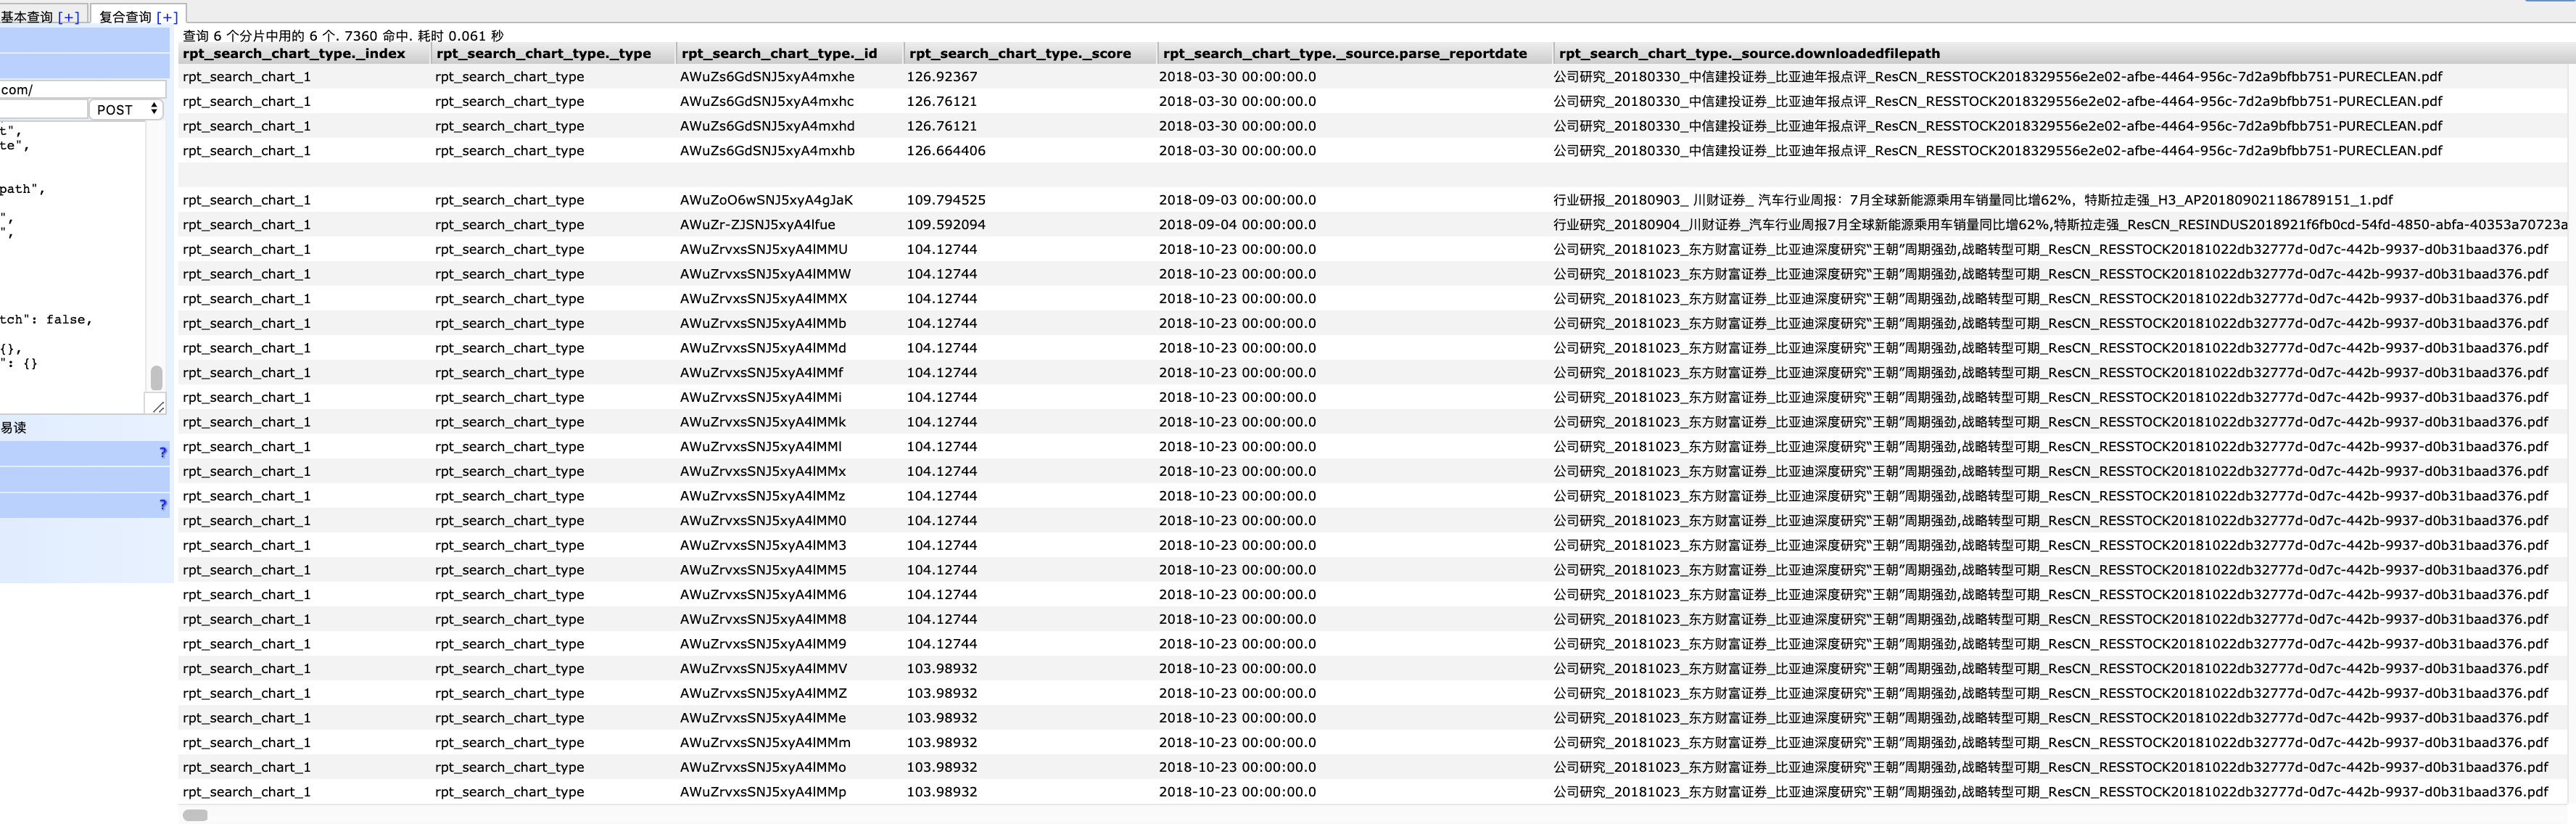 基本查询 [+] 复合查询 [+]
查询 6 个分片中用的 6 个. 7360 命中. 耗时 0.061 秒
rpt_search_chart_type._index rpt_search_chart_type._type rpt_search_chart_type._id rpt_search_chart_type._score rpt_search_chart_type._source.parse_reportdate rpt_search_chart_type._source.downloadedfilepath
rpt_search_chart_1 rpt_search_chart_type AWuZs6GdSNJ5xyA4mxhe 126.92367 2018-03-30 00:00:00.0 公司研究_20180330_中信建投证券_比亚迪年报点评_ResCN_RESSTOCK2018329556e2e02-afbe-4464-956c-7d2a9bfbb751-PURECLEAN.pdf
rpt_search_chart_1 rpt_search_chart_type AWuZs6GdSNJ5xyA4mxhc 126.76121 2018-03-30 00:00:00.0 公司研究_20180330_中信建投证券_比亚迪年报点评_ResCN_RESSTOCK2018329556e2e02-afbe-4464-956c-7d2a9bfbb751-PURECLEAN.pdf
rpt_search_chart_1 rpt_search_chart_type AWuZs6GdSNJ5xyA4mxhd 126.76121 2018-03-30 00:00:00.0 公司研究_20180330_中信建投证券_比亚迪年报点评_ResCN_RESSTOCK2018329556e2e02-afbe-4464-956c-7d2a9bfbb751-PURECLEAN.pdf
rpt_search_chart_1 rpt_search_chart_type AWuZs6GdSNJ5xyA4mxhb 126.664406 2018-03-30 00:00:00.0 公司研究_20180330_中信建投证券_比亚迪年报点评_ResCN_RESSTOCK2018329556e2e02-afbe-4464-956c-7d2a9bfbb751-PURECLEAN.pdf
rpt_search_chart_1 rpt_search_chart_type AWuZoO6wSNJ5xyA4gJaK 109.794525 2018-09-03 00:00:00.0 行业研报_20180903_ 川财证券_ 汽车行业周报：7月全球新能源乘用车销量同比增62%，特斯拉走强_H3_AP201809021186789151_1.pdf
rpt_search_chart_1 rpt_search_chart_type AWuZr-ZJSNJ5xyA4lfue 109.592094 2018-09-04 00:00:00.0 行业研究_20180904_川财证券_汽车行业周报7月全球新能源乘用车销量同比增62%,特斯拉走强_ResCN_RESINDUS2018921f6fb0cd-54fd-4850-abfa-40353a70723a
rpt_search_chart_1 rpt_search_chart_type AWuZrvxsSNJ5xyA4lMMU 104.12744 2018-10-23 00:00:00.0 公司研究_20181023_东方财富证券_比亚迪深度研究“王朝”周期强劲,战略转型可期_ResCN_RESSTOCK20181022db32777d-0d7c-442b-9937-d0b31baad376.pdf
rpt_search_chart_1 rpt_search_chart_type AWuZrvxsSNJ5xyA4lMMW 104.12744 2018-10-23 00:00:00.0 公司研究_20181023_东方财富证券_比亚迪深度研究“王朝”周期强劲,战略转型可期_ResCN_RESSTOCK20181022db32777d-0d7c-442b-9937-d0b31baad376.pdf
rpt_search_chart_1 rpt_search_chart_type AWuZrvxsSNJ5xyA4lMMX 104.12744 2018-10-23 00:00:00.0 公司研究_20181023_东方财富证券_比亚迪深度研究“王朝”周期强劲,战略转型可期_ResCN_RESSTOCK20181022db32777d-0d7c-442b-9937-d0b31baad376.pdf
rpt_search_chart_1 rpt_search_chart_type AWuZrvxsSNJ5xyA4lMMb 104.12744 2018-10-23 00:00:00.0 公司研究_20181023_东方财富证券_比亚迪深度研究“王朝”周期强劲,战略转型可期_ResCN_RESSTOCK20181022db32777d-0d7c-442b-9937-d0b31baad376.pdf
rpt_search_chart_1 rpt_search_chart_type AWuZrvxsSNJ5xyA4lMMd 104.12744 2018-10-23 00:00:00.0 公司研究_20181023_东方财富证券_比亚迪深度研究“王朝”周期强劲,战略转型可期_ResCN_RESSTOCK20181022db32777d-0d7c-442b-9937-d0b31baad376.pdf
rpt_search_chart_1 rpt_search_chart_type AWuZrvxsSNJ5xyA4lMMf 104.12744 2018-10-23 00:00:00.0 公司研究_20181023_东方财富证券_比亚迪深度研究“王朝”周期强劲,战略转型可期_ResCN_RESSTOCK20181022db32777d-0d7c-442b-9937-d0b31baad376.pdf
rpt_search_chart_1 rpt_search_chart_type AWuZrvxsSNJ5xyA4lMMi 104.12744 2018-10-23 00:00:00.0 公司研究_20181023_东方财富证券_比亚迪深度研究“王朝”周期强劲,战略转型可期_ResCN_RESSTOCK20181022db32777d-0d7c-442b-9937-d0b31baad376.pdf
rpt_search_chart_1 rpt_search_chart_type AWuZrvxsSNJ5xyA4lMMk 104.12744 2018-10-23 00:00:00.0 公司研究_20181023_东方财富证券_比亚迪深度研究“王朝”周期强劲,战略转型可期_ResCN_RESSTOCK20181022db32777d-0d7c-442b-9937-d0b31baad376.pdf
rpt_search_chart_1 rpt_search_chart_type AWuZrvxsSNJ5xyA4lMMl 104.12744 2018-10-23 00:00:00.0 公司研究_20181023_东方财富证券_比亚迪深度研究“王朝”周期强劲,战略转型可期_ResCN_RESSTOCK20181022db32777d-0d7c-442b-9937-d0b31baad376.pdf
rpt_search_chart_1 rpt_search_chart_type AWuZrvxsSNJ5xyA4lMMx 104.12744 2018-10-23 00:00:00.0 公司研究_20181023_东方财富证券_比亚迪深度研究“王朝”周期强劲,战略转型可期_ResCN_RESSTOCK20181022db32777d-0d7c-442b-9937-d0b31baad376.pdf
rpt_search_chart_1 rpt_search_chart_type AWuZrvxsSNJ5xyA4lMMz 104.12744 2018-10-23 00:00:00.0 公司研究_20181023_东方财富证券_比亚迪深度研究“王朝”周期强劲,战略转型可期_ResCN_RESSTOCK20181022db32777d-0d7c-442b-9937-d0b31baad376.pdf
rpt_search_chart_1 rpt_search_chart_type AWuZrvxsSNJ5xyA4lMM0 104.12744 2018-10-23 00:00:00.0 公司研究_20181023_东方财富证券_比亚迪深度研究“王朝”周期强劲,战略转型可期_ResCN_RESSTOCK20181022db32777d-0d7c-442b-9937-d0b31baad376.pdf
rpt_search_chart_1 rpt_search_chart_type AWuZrvxsSNJ5xyA4lMM3 104.12744 2018-10-23 00:00:00.0 公司研究_20181023_东方财富证券_比亚迪深度研究“王朝”周期强劲,战略转型可期_ResCN_RESSTOCK20181022db32777d-0d7c-442b-9937-d0b31baad376.pdf
rpt_search_chart_1 rpt_search_chart_type AWuZrvxsSNJ5xyA4lMM5 104.12744 2018-10-23 00:00:00.0 公司研究_20181023_东方财富证券_比亚迪深度研究“王朝”周期强劲,战略转型可期_ResCN_RESSTOCK20181022db32777d-0d7c-442b-9937-d0b31baad376.pdf
rpt_search_chart_1 rpt_search_chart_type AWuZrvxsSNJ5xyA4lMM6 104.12744 2018-10-23 00:00:00.0 公司研究_20181023_东方财富证券_比亚迪深度研究“王朝”周期强劲,战略转型可期_ResCN_RESSTOCK20181022db32777d-0d7c-442b-9937-d0b31baad376.pdf
rpt_search_chart_1 rpt_search_chart_type AWuZrvxsSNJ5xyA4lMM8 104.12744 2018-10-23 00:00:00.0 公司研究_20181023_东方财富证券_比亚迪深度研究“王朝”周期强劲,战略转型可期_ResCN_RESSTOCK20181022db32777d-0d7c-442b-9937-d0b31baad376.pdf
rpt_search_chart_1 rpt_search_chart_type AWuZrvxsSNJ5xyA4lMM9 104.12744 2018-10-23 00:00:00.0 公司研究_20181023_东方财富证券_比亚迪深度研究“王朝”周期强劲,战略转型可期_ResCN_RESSTOCK20181022db32777d-0d7c-442b-9937-d0b31baad376.pdf
rpt_search_chart_1 rpt_search_chart_type AWuZrvxsSNJ5xyA4lMMV 103.98932 2018-10-23 00:00:00.0 公司研究_20181023_东方财富证券_比亚迪深度研究“王朝”周期强劲,战略转型可期_ResCN_RESSTOCK20181022db32777d-0d7c-442b-9937-d0b31baad376.pdf
rpt_search_chart_1 rpt_search_chart_type AWuZrvxsSNJ5xyA4lMMZ 103.98932 2018-10-23 00:00:00.0 公司研究_20181023_东方财富证券_比亚迪深度研究“王朝”周期强劲,战略转型可期_ResCN_RESSTOCK20181022db32777d-0d7c-442b-9937-d0b31baad376.pdf
rpt_search_chart_1 rpt_search_chart_type AWuZrvxsSNJ5xyA4lMMe 103.98932 2018-10-23 00:00:00.0 公司研究_20181023_东方财富证券_比亚迪深度研究“王朝”周期强劲,战略转型可期_ResCN_RESSTOCK20181022db32777d-0d7c-442b-9937-d0b31baad376.pdf
rpt_search_chart_1 rpt_search_chart_type AWuZrvxsSNJ5xyA4lMMm 103.98932 2018-10-23 00:00:00.0 公司研究_20181023_东方财富证券_比亚迪深度研究“王朝”周期强劲,战略转型可期_ResCN_RESSTOCK20181022db32777d-0d7c-442b-9937-d0b31baad376.pdf
rpt_search_chart_1 rpt_search_chart_type AWuZrvxsSNJ5xyA4lMMo 103.98932 2018-10-23 00:00:00.0 公司研究_20181023_东方财富证券_比亚迪深度研究“王朝”周期强劲,战略转型可期_ResCN_RESSTOCK20181022db32777d-0d7c-442b-9937-d0b31baad376.pdf
rpt_search_chart_1 rpt_search_chart_type AWuZrvxsSNJ5xyA4lMMp 103.98932 2018-10-23 00:00:00.0 公司研究_20181023_东方财富证券_比亚迪深度研究“王朝”周期强劲,战略转型可期_ResCN_RESSTOCK20181022db32777d-0d7c-442b-9937-d0b31baad376.pdf
com/
POST
t",
te",
path",
",
",
tch": false,
{},
": {}
易读
?
?